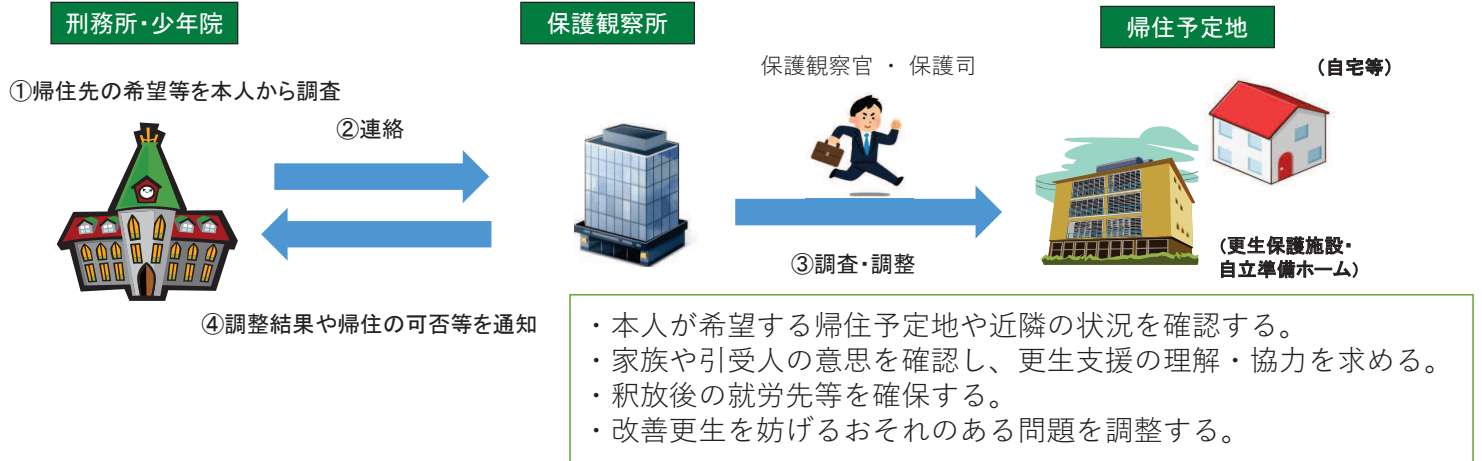 刑務所・少年院
保護観察所
帰住予定地
保護観察官 ・ 保護司
(自宅等)
①帰住先の希望等を本人から調査
②連絡
③調査・調整
(更生保護施設・
自立準備ホーム)
④調整結果や帰住の可否等を通知
・本人が希望する帰住予定地や近隣の状況を確認する。
・家族や引受人の意思を確認し、更生支援の理解・協力を求める。
・釈放後の就労先等を確保する。
・改善更生を妨げるおそれのある問題を調整する。